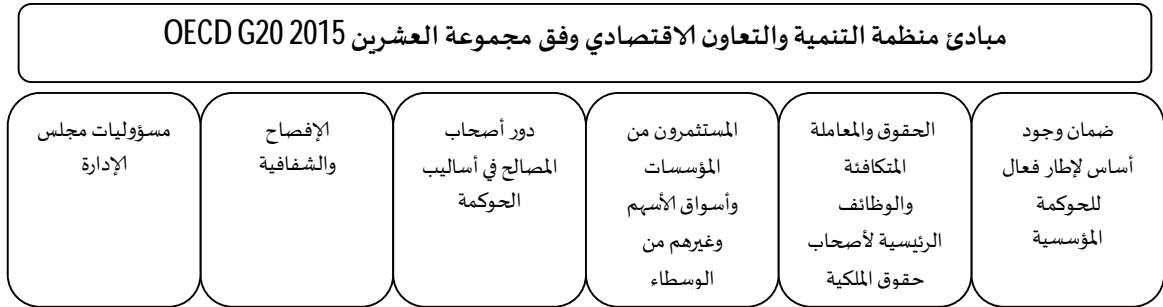 مبادئ منظمة التنمية والتعاون الاقتصادي وفق مجموعة العشرين OECD G20 2015
ضمان وجود
أساس لإطار فعال
للحوكمة
المؤسسية
الحقوق والمعاملة
المتكافئة
والوظائف
الرئيسية لأصحاب
حقوق الملكية
المستثمرون من
المؤسسات
وأسواق الأسهم
وغيرهم من
الوسطاء
دور أصحاب
المصالح في أساليب
الحوكمة
الإفصاح
والشفافية
مسؤوليات مجلس
الإدارة